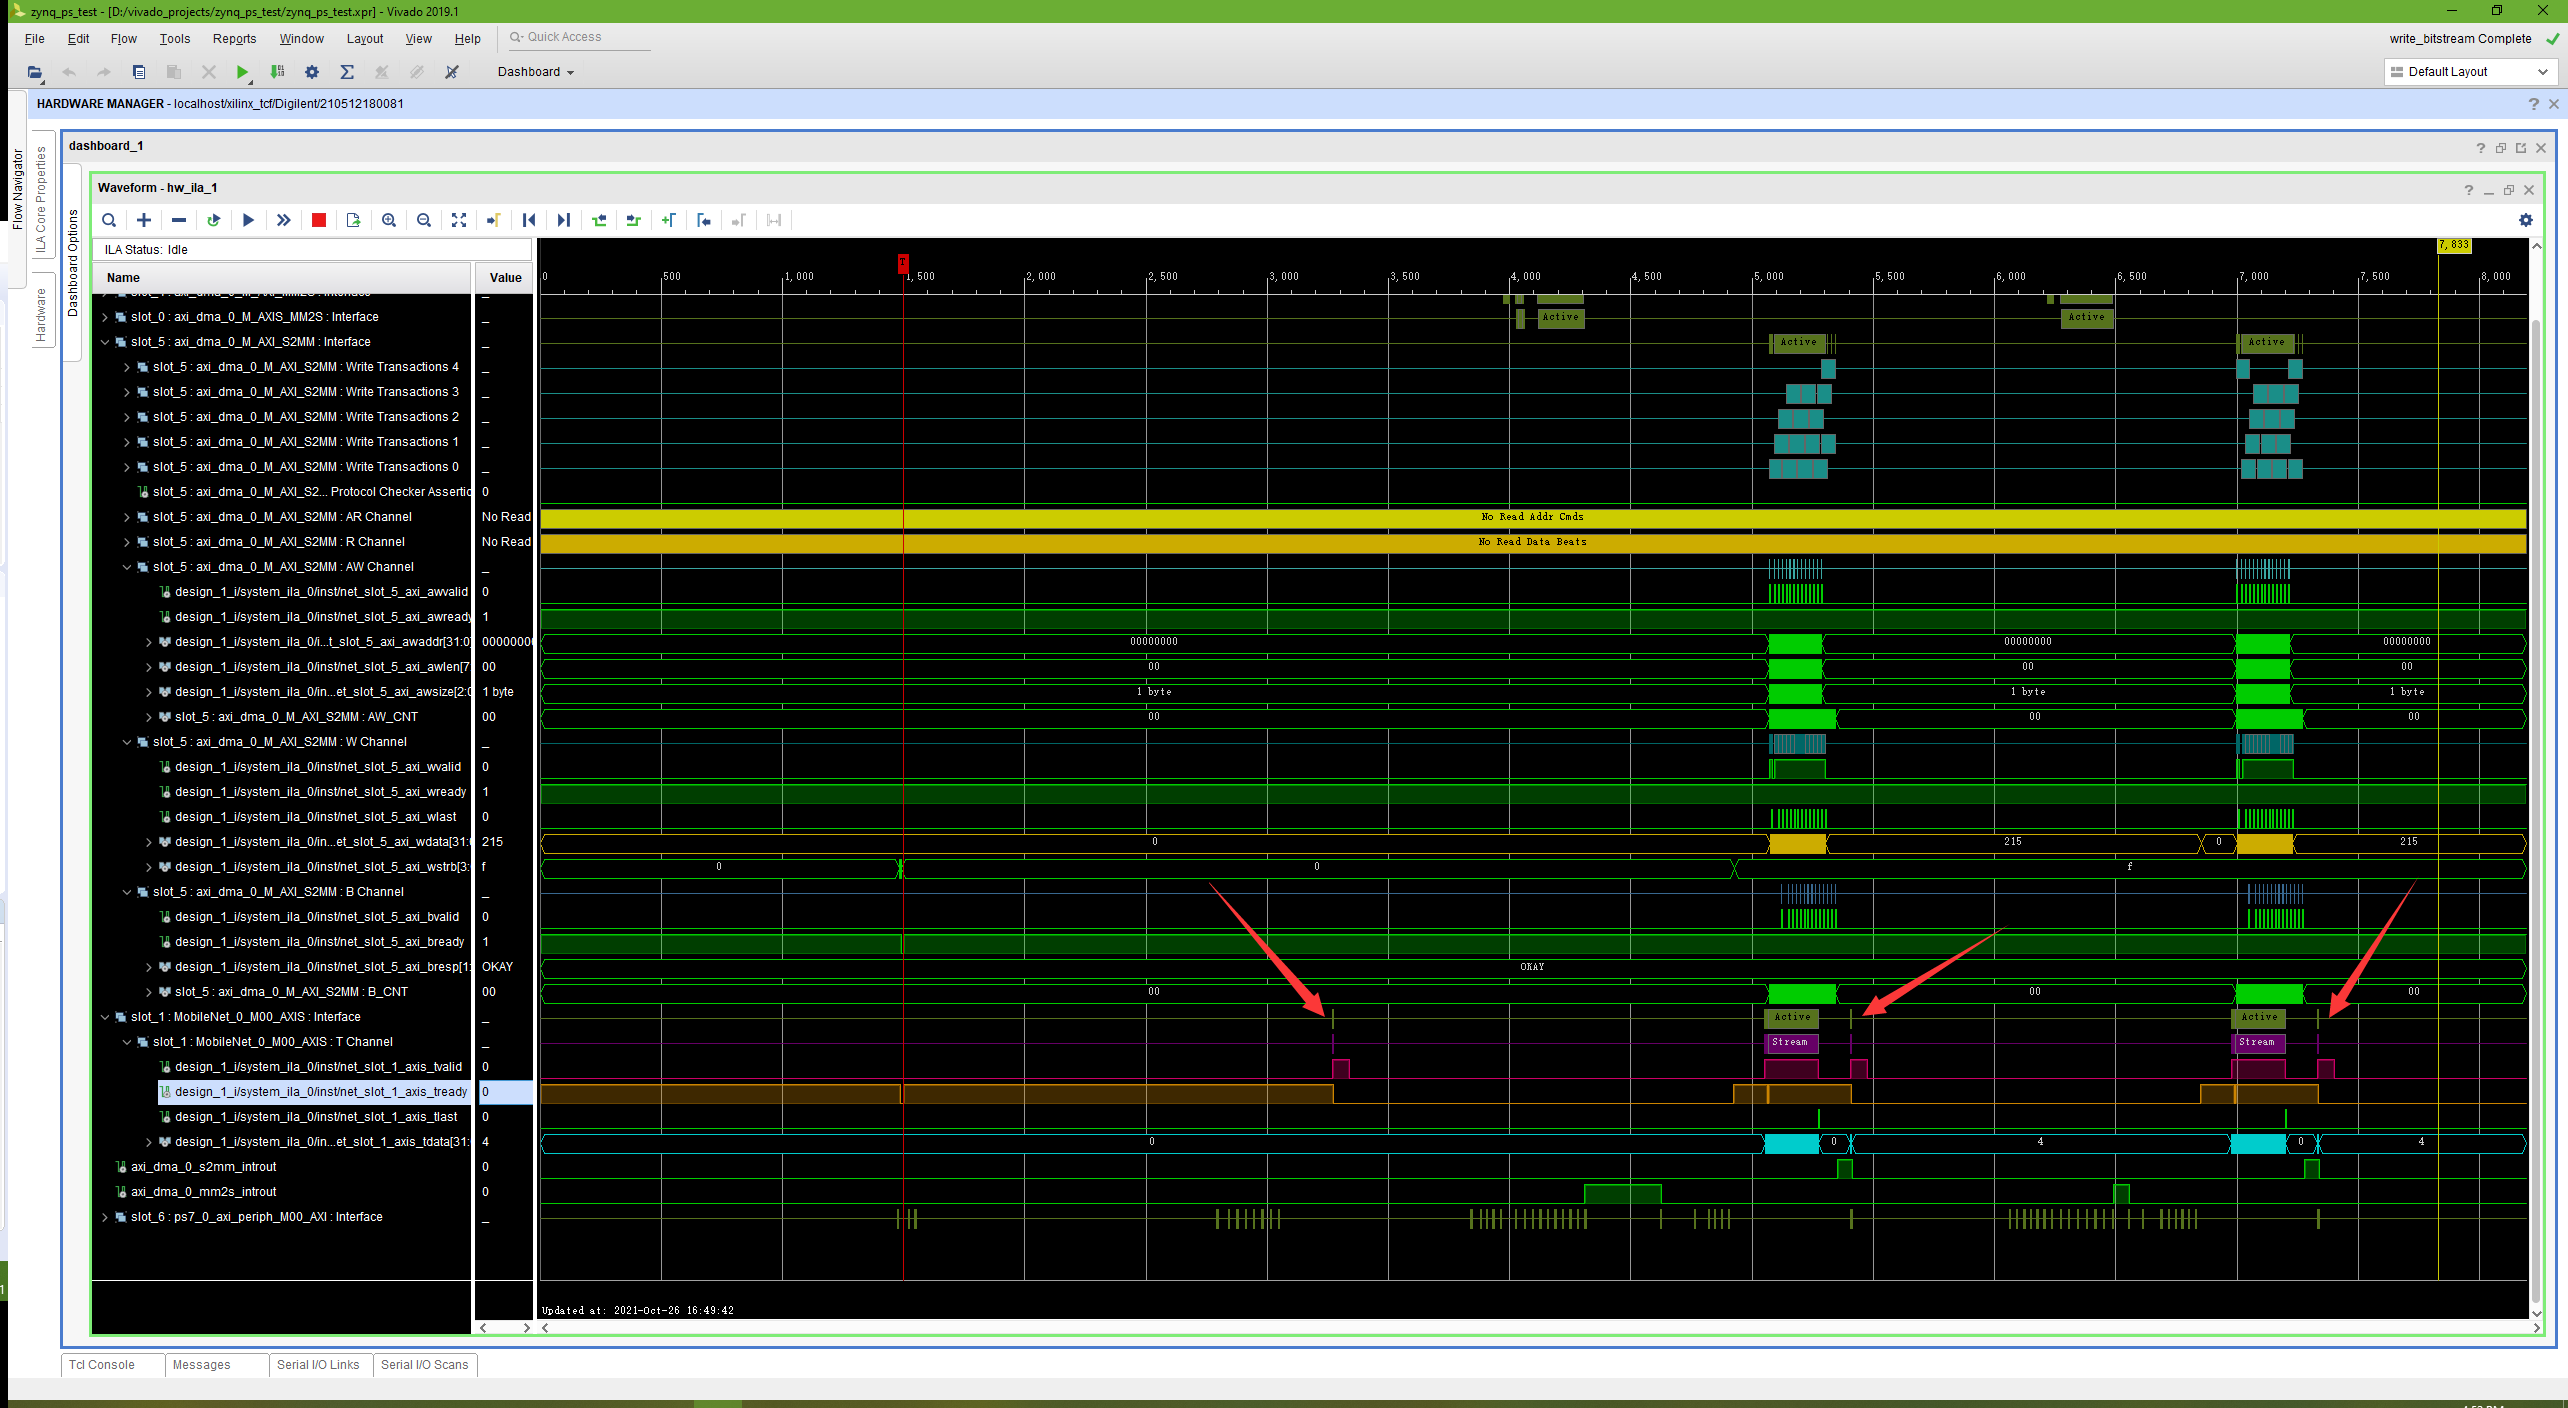 zynq_ps_test - [D:/vivado_projects/zynq_ps_test/zynq_ps_test.xpr] - Vivado 2019.1
File Edit Flow Tools Reports Window Layout View Help Quick Access
write_bitstream Complete
Dashboard
Default Layout
HARDWARE MANAGER - localhost/xilinx_tcf/Digilent/210512180081
Flow Navigator
ILA Core Properties
Hardware
Dashboard Options
dashboard_1
Waveform - hw_ila_1
ILA Status: Idle
7,833
Name Value
T
0 500 1,000 1,500 2,000 2,500 3,000 3,500 4,000 4,500 5,000 5,500 6,000 6,500 7,000 7,500 8,000
slot_0 : axi_dma_0_M_AXIS_MM2S : Interface Active Active
slot_5 : axi_dma_0_M_AXI_S2MM : Interface Active Active
slot_5 : axi_dma_0_M_AXI_S2MM : Write Transactions 4
slot_5 : axi_dma_0_M_AXI_S2MM : Write Transactions 3
slot_5 : axi_dma_0_M_AXI_S2MM : Write Transactions 2
slot_5 : axi_dma_0_M_AXI_S2MM : Write Transactions 1
slot_5 : axi_dma_0_M_AXI_S2MM : Write Transactions 0
slot_5 : axi_dma_0_M_AXI_S2... Protocol Checker Assertic 0
slot_5 : axi_dma_0_M_AXI_S2MM : AR Channel No Read No Read Addr Cmds
slot_5 : axi_dma_0_M_AXI_S2MM : R Channel No Read No Read Data Beats
slot_5 : axi_dma_0_M_AXI_S2MM : AW Channel
design_1_i/system_ila_0/inst/net_slot_5_axi_awvalid 0
design_1_i/system_ila_0/inst/net_slot_5_axi_awready 1
design_1_i/system_ila_0/i...t_slot_5_axi_awaddr[31:0 00000000 00000000 00000000 00000000
design_1_i/system_ila_0/inst/net_slot_5_axi_awlen[7: 00 00 00 00
design_1_i/system_ila_0/in...et_slot_5_axi_awsize[2:0 1 byte 1 byte 1 byte 1 byte
slot_5 : axi_dma_0_M_AXI_S2MM : AW_CNT 00 00 00 00
slot_5 : axi_dma_0_M_AXI_S2MM : W Channel
design_1_i/system_ila_0/inst/net_slot_5_axi_wvalid 0
design_1_i/system_ila_0/inst/net_slot_5_axi_wready 1
design_1_i/system_ila_0/inst/net_slot_5_axi_wlast 0
design_1_i/system_ila_0/in...et_slot_5_axi_wdata[31: 215 0 215 0 215
design_1_i/system_ila_0/inst/net_slot_5_axi_wstrb[3: f 0 0 f
slot_5 : axi_dma_0_M_AXI_S2MM : B Channel
design_1_i/system_ila_0/inst/net_slot_5_axi_bvalid 0
design_1_i/system_ila_0/inst/net_slot_5_axi_bready 1
design_1_i/system_ila_0/inst/net_slot_5_axi_bresp[1: OKAY OKAY
slot_5 : axi_dma_0_M_AXI_S2MM : B_CNT 00 00 00 00
slot_1 : MobileNet_0_M00_AXIS : Interface Active Active
slot_1 : MobileNet_0_M00_AXIS : T Channel Stream Stream
design_1_i/system_ila_0/inst/net_slot_1_axis_tvalid 0
design_1_i/system_ila_0/inst/net_slot_1_axis_tready 0
design_1_i/system_ila_0/inst/net_slot_1_axis_tlast 0
design_1_i/system_ila_0/in...et_slot_1_axis_tdata[31: 4 0 0 4 0 4
axi_dma_0_s2mm_introut 0
axi_dma_0_mm2s_introut 0
slot_6 : ps7_0_axi_periph_M00_AXI : Interface
Updated at: 2021-Oct-26 16:49:42
Tcl Console Messages Serial I/O Links Serial I/O Scans